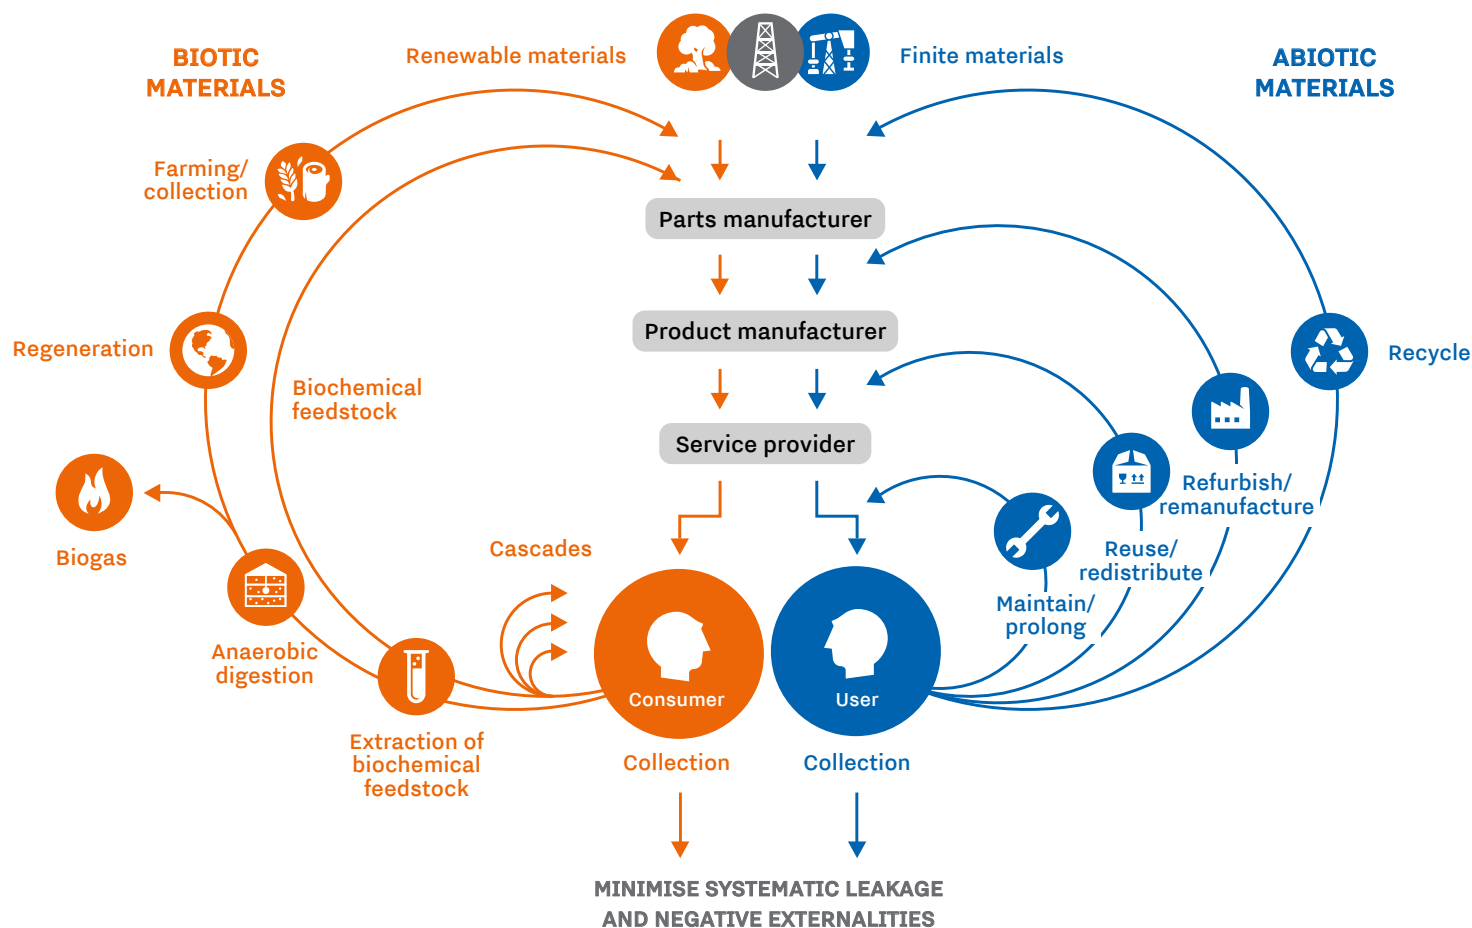 BIOTIC
MATERIALS
Renewable materials
Finite materials
ABIOTIC
MATERIALS
Farming/
collection
Parts manufacturer
Regeneration
Product manufacturer
Recycle
Biochemical
feedstock
Service provider
Biogas
Refurbish/
remanufacture
Cascades
Reuse/
redistribute
Maintain/
prolong
Anaerobic
digestion
Consumer
User
Extraction of
biochemical
feedstock
Collection
Collection
MINIMISE SYSTEMATIC LEAKAGE
AND NEGATIVE EXTERNALITIES